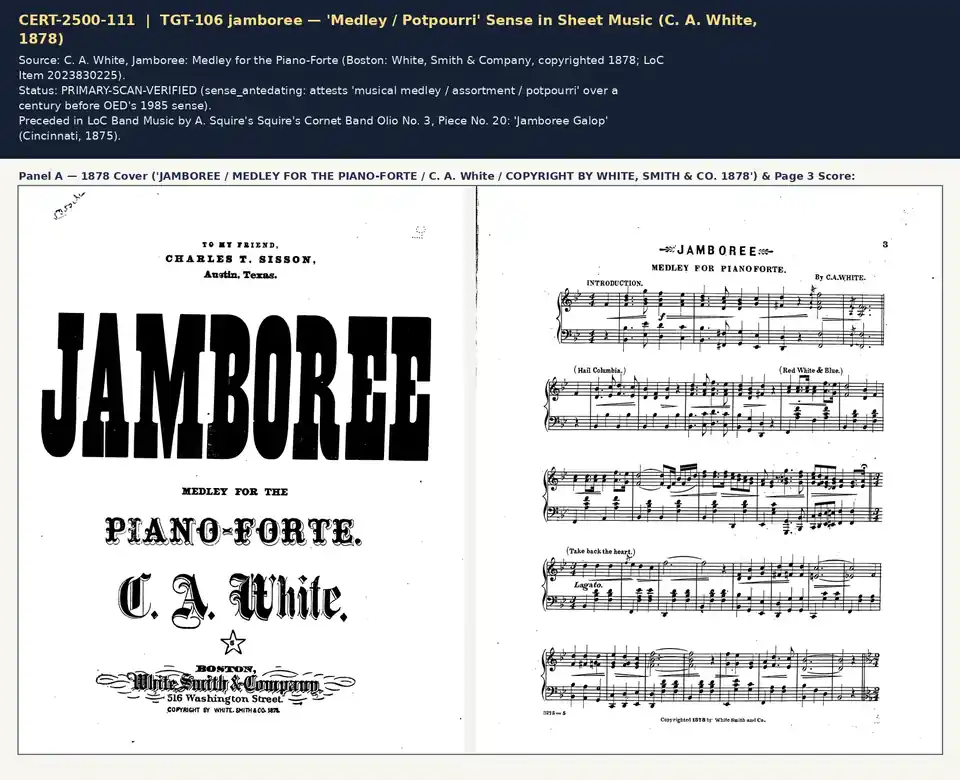 CERT-2500-111 | TGT-106 jamboree — 'Medley / Potpourri' Sense in Sheet Music (C. A. White,
1878)
Source: C. A. White, Jamboree: Medley for the Piano-Forte (Boston: White, Smith & Company, copyrighted 1878; LoC
Item 2023830225).
Status: PRIMARY-SCAN-VERIFIED (sense_antedating: attests 'musical medley / assortment / potpourri' over a
century before OED's 1985 sense).
Preceded in LoC Band Music by A. Squire's Squire's Cornet Band Olio No. 3, Piece No. 20: 'Jamboree Galop'
(Cincinnati, 1875).
Panel A — 1878 Cover ('JAMBOREE / MEDLEY FOR THE PIANO-FORTE / C. A. White / COPYRIGHT BY WHITE, SMITH & CO. 1878') & Page 3 Score:
TO MY FRIEND,
CHARLES T. SISSON,
Austin, Texas.
JAMBOREE
MEDLEY FOR THE
PIANO-FORTE.
C. A. White.
5
BOSTON,
White, Smith & Company
516 Washington Street.
COPYRIGHT BY WHITE, SMITH & CO. 1878.
3
JAMBOREE
MEDLEY FOR PIANOFORTE.
By C.A.WHITE.
INTRODUCTION.
f
(Hail Columbia.)
(Red White & Blue.)
(Take back the heart.)
Lagato.
Copyrighted 1878 by White Smith and Co.